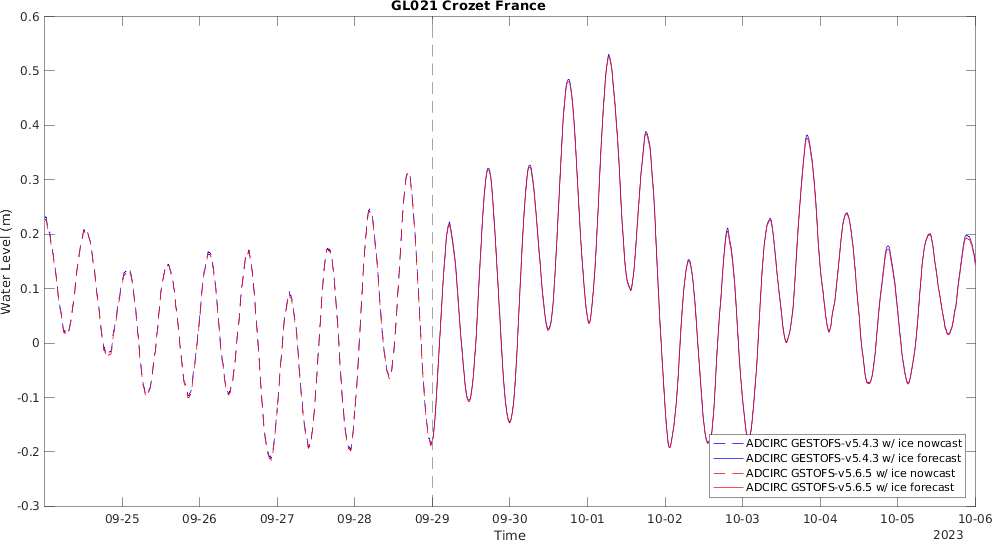 GL021 Crozet France
0.6
0.5
0.4
0.3
0.2
0.1
0
-0.1
-0.2
-0.3
Water Level (m)
ADCIRC GESTOFS-v5.4.3 w/ ice nowcast
ADCIRC GESTOFS-v5.4.3 w/ ice forecast
ADCIRC GSTOFS-v5.6.5 w/ ice nowcast
ADCIRC GSTOFS-v5.6.5 w/ ice forecast
09-25 09-26 09-27 09-28 09-29 09-30 10-01 10-02 10-03 10-04 10-05 10-06
Time
2023